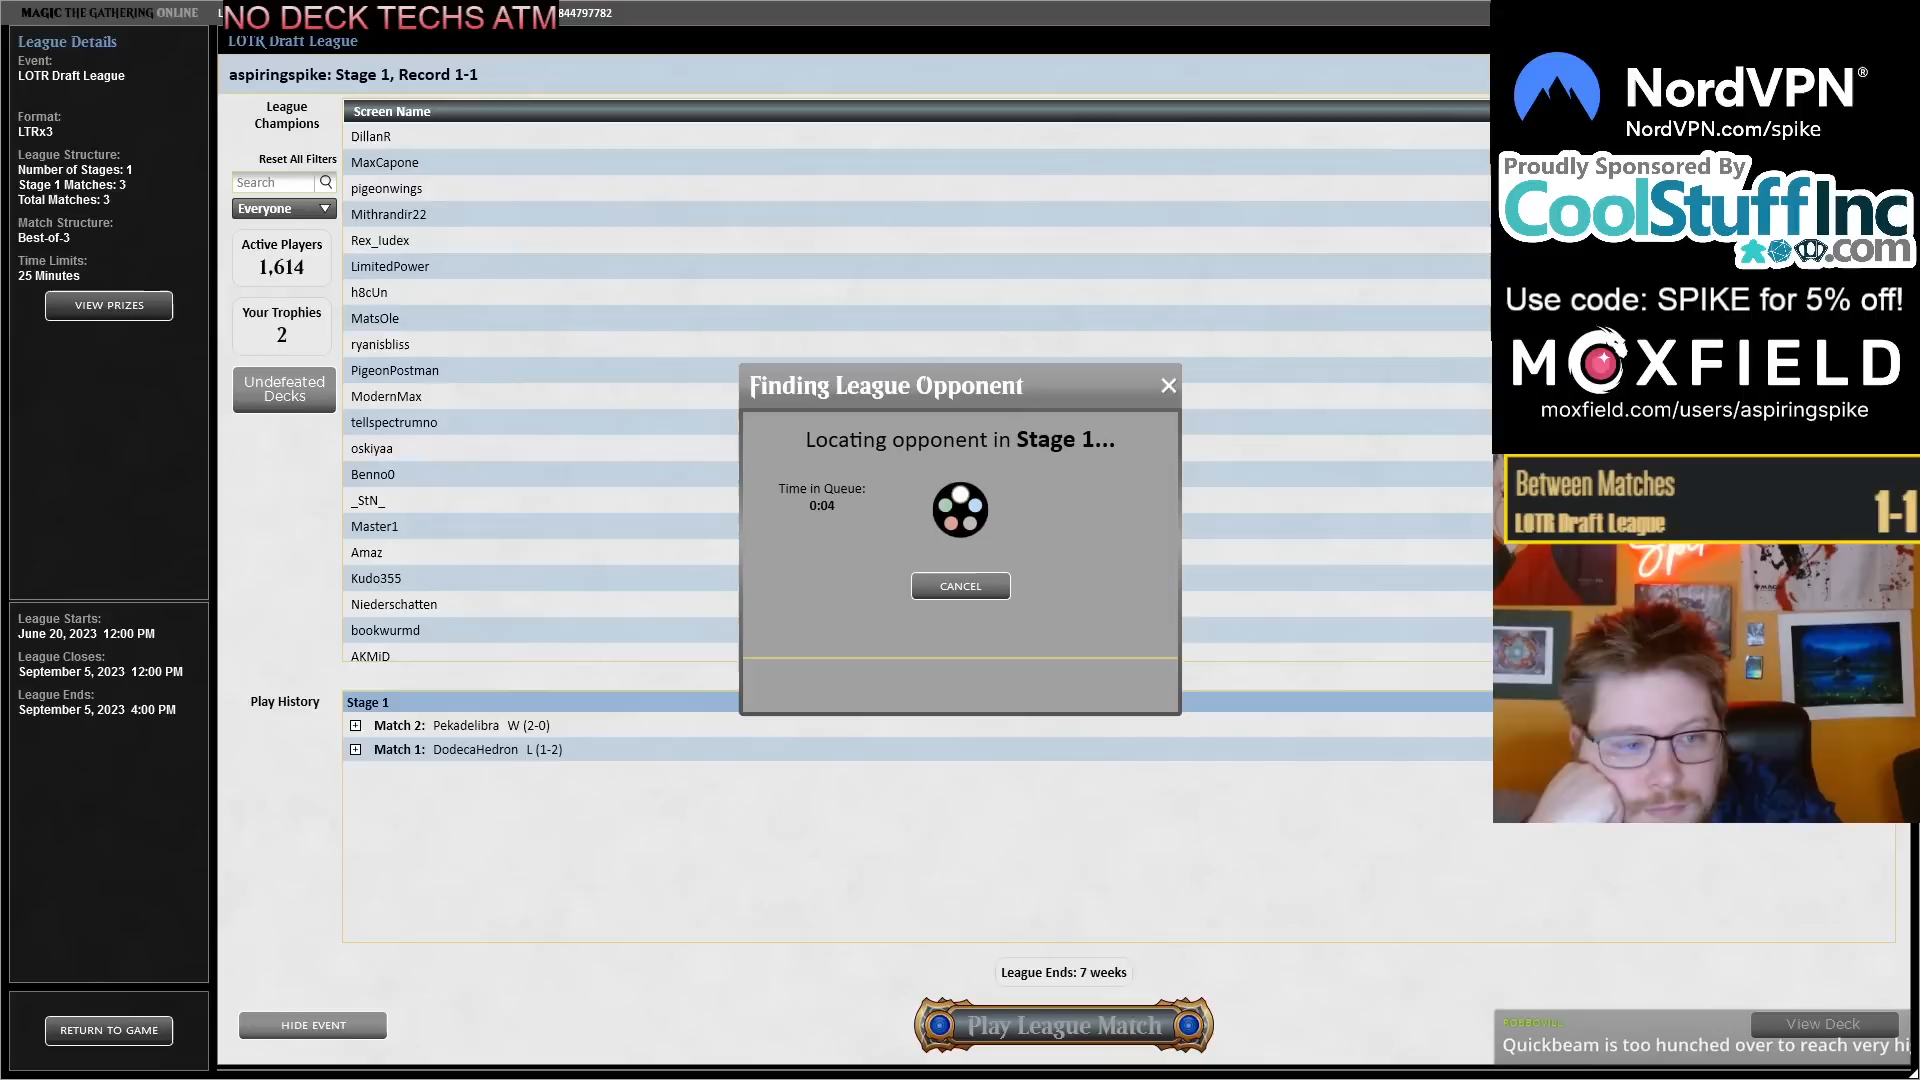 MAGIC THE GATHERING ONLINE
NO DECK TECHS ATM
844797782
League Details
Event:
LOTR Draft League
Format:
LTRx3
League Structure:
Number of Stages: 1
Stage 1 Matches: 3
Total Matches: 3
Match Structure:
Best-of-3
Time Limits:
25 Minutes
VIEW PRIZES
League Starts:
June 20, 2023 12:00 PM
League Closes:
September 5, 2023 12:00 PM
League Ends:
September 5, 2023 4:00 PM
RETURN TO GAME
LOTR Draft League
aspiringspike: Stage 1, Record 1-1
League
Champions
Reset All Filters
Search
Everyone
Active Players
1,614
Your Trophies
2
Undefeated
Decks
Screen Name
DillanR
MaxCapone
pigeonwings
Mithrandir22
Rex_Iudex
LimitedPower
h8cUn
MatsOle
ryanisbliss
PigeonPostman
ModernMax
tellspectrumno
oskiyaa
Benno0
_StN_
Master1
Amaz
Kudo355
Niederschatten
bookwurmd
AKMiD
Finding League Opponent
Locating opponent in Stage 1...
Time in Queue:
0:04
CANCEL
Play History
Stage 1
Match 2: Pekadelibra W (2-0)
Match 1: DodecaHedron L (1-2)
League Ends: 7 weeks
HIDE EVENT
Play League Match
NordVPN®
NordVPN.com/spike
Proudly Sponsored By
CoolStuffInc
.com
Use code: SPIKE for 5% off!
MOXFIELD
moxfield.com/users/aspiringspike
Between Matches
LOTR Draft League
1-1
View Deck
Quickbeam is too hunched over to reach very hi